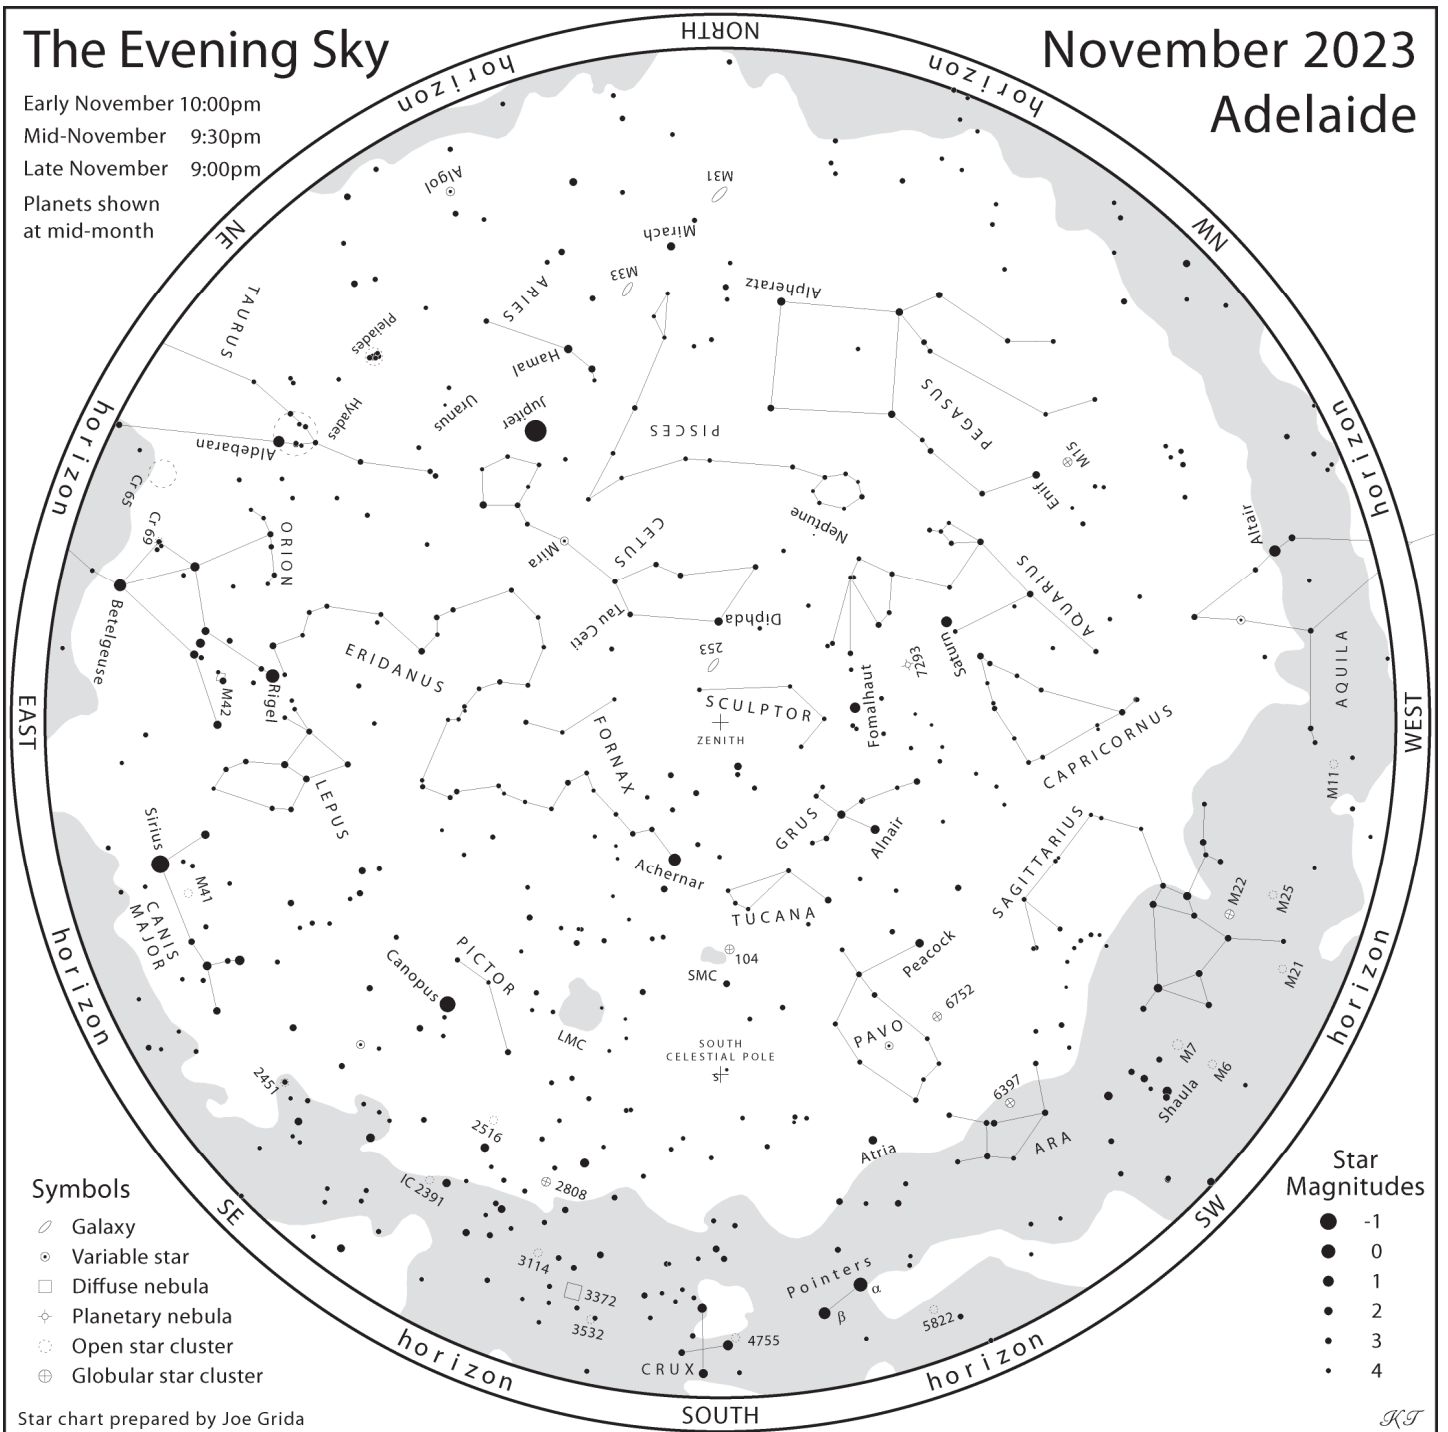 The Evening Sky
November 2023
Adelaide
Early November 10:00pm
Mid-November 9:30pm
Late November 9:00pm
Planets shown
at mid-month
NORTH
horizon
horizon
NE
NW
horizon
horizon
EAST
WEST
horizon
horizon
SE
SW
horizon
horizon
SOUTH
Algol
M31
Mirach
M33
Alpheratz
ARIES
TAURUS
Pleiades
Hamal
Hyades
Uranus
Jupiter
PISCES
PEGASUS
M15
Enif
Aldebaran
Cr 65
Cr 69
ORION
Mira
CETUS
Neptune
Altair
AQUARIUS
Betelgeuse
Tau Ceti
Diphda
253
7293
Saturn
AQUILA
ERIDANUS
M42
Rigel
SCULPTOR
ZENITH
Fomalhaut
FORNAX
CAPRICORNUS
M11
LEPUS
Sirius
GRUS
Alnair
SAGITTARIUS
Achernar
M41
CANIS
MAJOR
TUCANA
M22
M25
M21
PICTOR
Canopus
104
SMC
Peacock
6752
LMC
PAVO
SOUTH
CELESTIAL POLE
S
M7
M6
Shaula
2451
6397
2516
ARA
Atria
IC 2391
2808
3114
3372
3532
Pointers
α
β
5822
4755
CRUX
Symbols
Galaxy
Variable star
Diffuse nebula
Planetary nebula
Open star cluster
Globular star cluster
Star
Magnitudes
-1
0
1
2
3
4
Star chart prepared by Joe Grida
KT